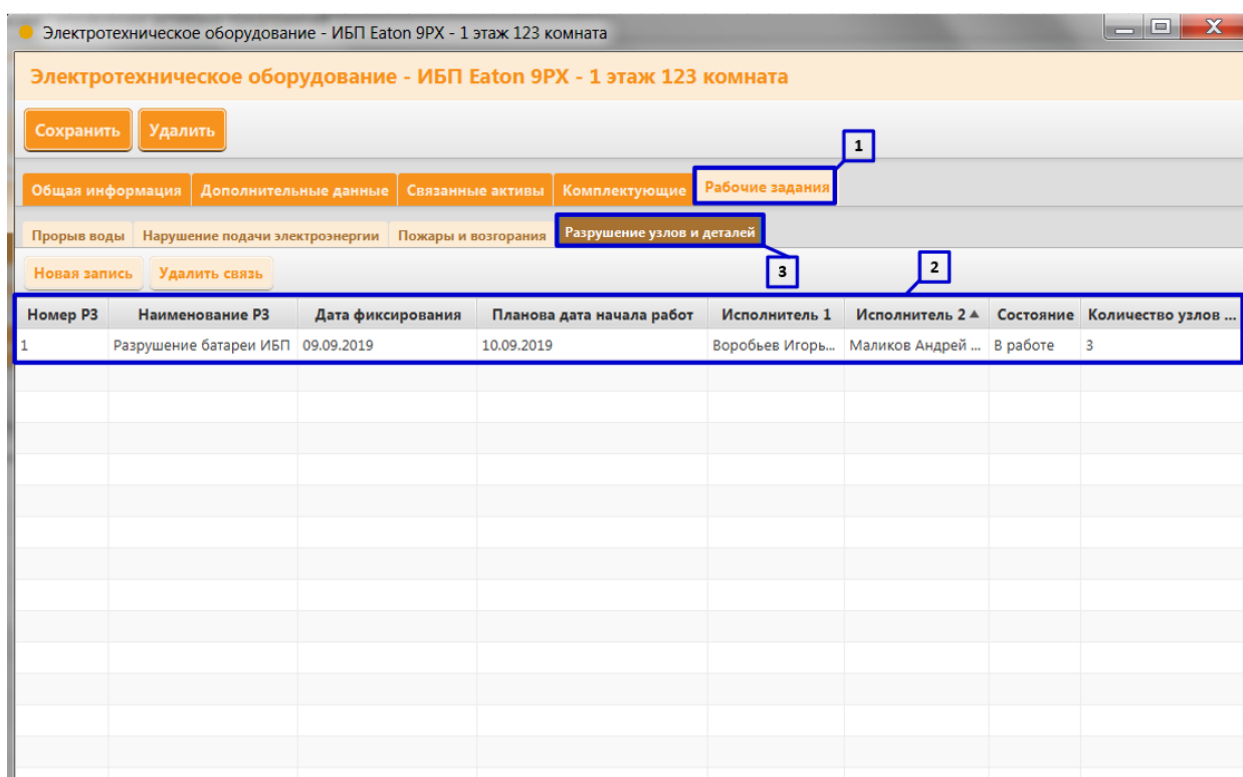 Электротехническое оборудование - ИБП Eaton 9PX - 1 этаж 123 комната
Электротехническое оборудование - ИБП Eaton 9PX - 1 этаж 123 комната
Сохранить Удалить
1
Общая информация Дополнительные данные Связанные активы Комплектующие Рабочие задания
Прорыв воды Нарушение подачи электроэнергии Пожары и возгорания Разрушение узлов и деталей
Новая запись Удалить связь 3 2
Номер РЗ Наименование РЗ Дата фиксирования Планова дата начала работ Исполнитель 1 Исполнитель 2 Состояние Количество узлов ...
1 Разрушение батареи ИБП 09.09.2019 10.09.2019 Воробьев Игорь... Маликов Андрей ... В работе 3